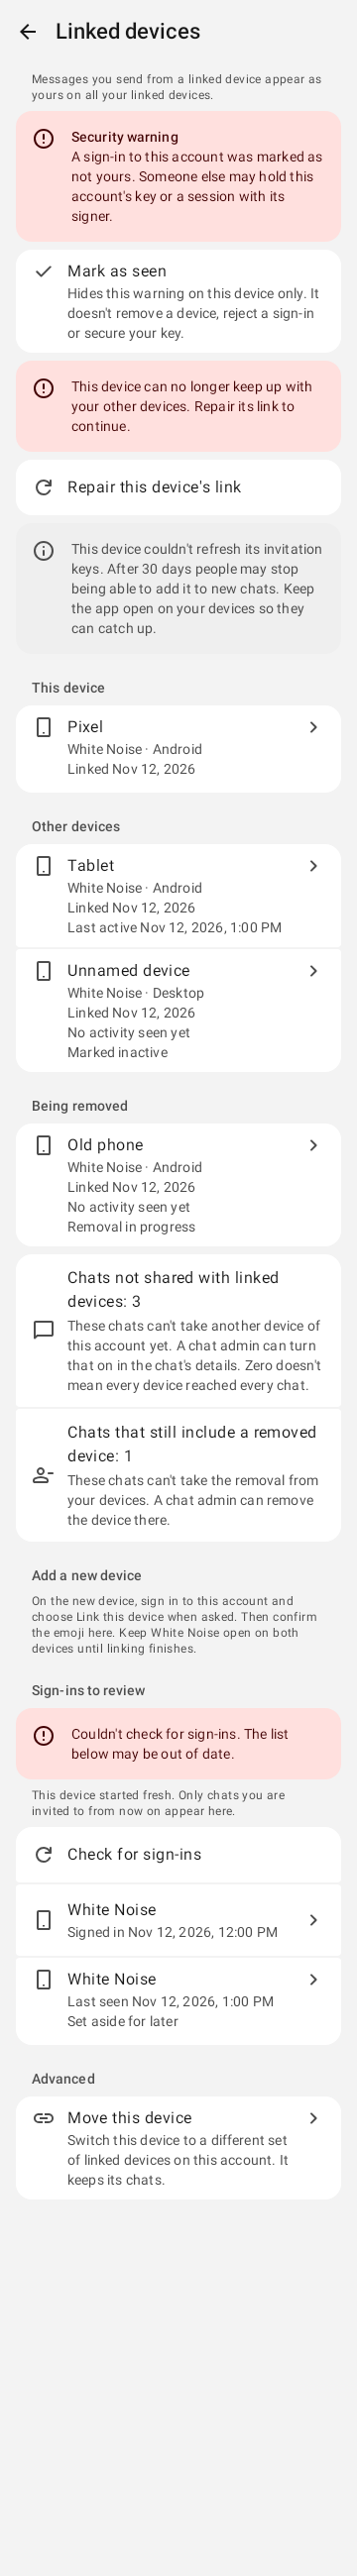 Linked devices
Messages you send from a linked device appear as
yours on all your linked devices.
Security warning
A sign-in to this account was marked as
not yours. Someone else may hold this
account's key or a session with its
signer.
Mark as seen
Hides this warning on this device only. It
doesn't remove a device, reject a sign-in
or secure your key.
This device can no longer keep up with
your other devices. Repair its link to
continue.
Repair this device's link
This device couldn't refresh its invitation
keys. After 30 days people may stop
being able to add it to new chats. Keep
the app open on your devices so they
can catch up.
This device
Pixel
White Noise · Android
Linked Nov 12, 2026
Other devices
Tablet
White Noise · Android
Linked Nov 12, 2026
Last active Nov 12, 2026, 1:00 PM
Unnamed device
White Noise · Desktop
Linked Nov 12, 2026
No activity seen yet
Marked inactive
Being removed
Old phone
White Noise · Android
Linked Nov 12, 2026
No activity seen yet
Removal in progress
Chats not shared with linked
devices: 3
These chats can't take another device of
this account yet. A chat admin can turn
that on in the chat's details. Zero doesn't
mean every device reached every chat.
Chats that still include a removed
device: 1
These chats can't take the removal from
your devices. A chat admin can remove
the device there.
Add a new device
On the new device, sign in to this account and
choose Link this device when asked. Then confirm
the emoji here. Keep White Noise open on both
devices until linking finishes.
Sign-ins to review
Couldn't check for sign-ins. The list
below may be out of date.
This device started fresh. Only chats you are
invited to from now on appear here.
Check for sign-ins
White Noise
Signed in Nov 12, 2026, 12:00 PM
White Noise
Last seen Nov 12, 2026, 1:00 PM
Set aside for later
Advanced
Move this device
Switch this device to a different set
of linked devices on this account. It
keeps its chats.